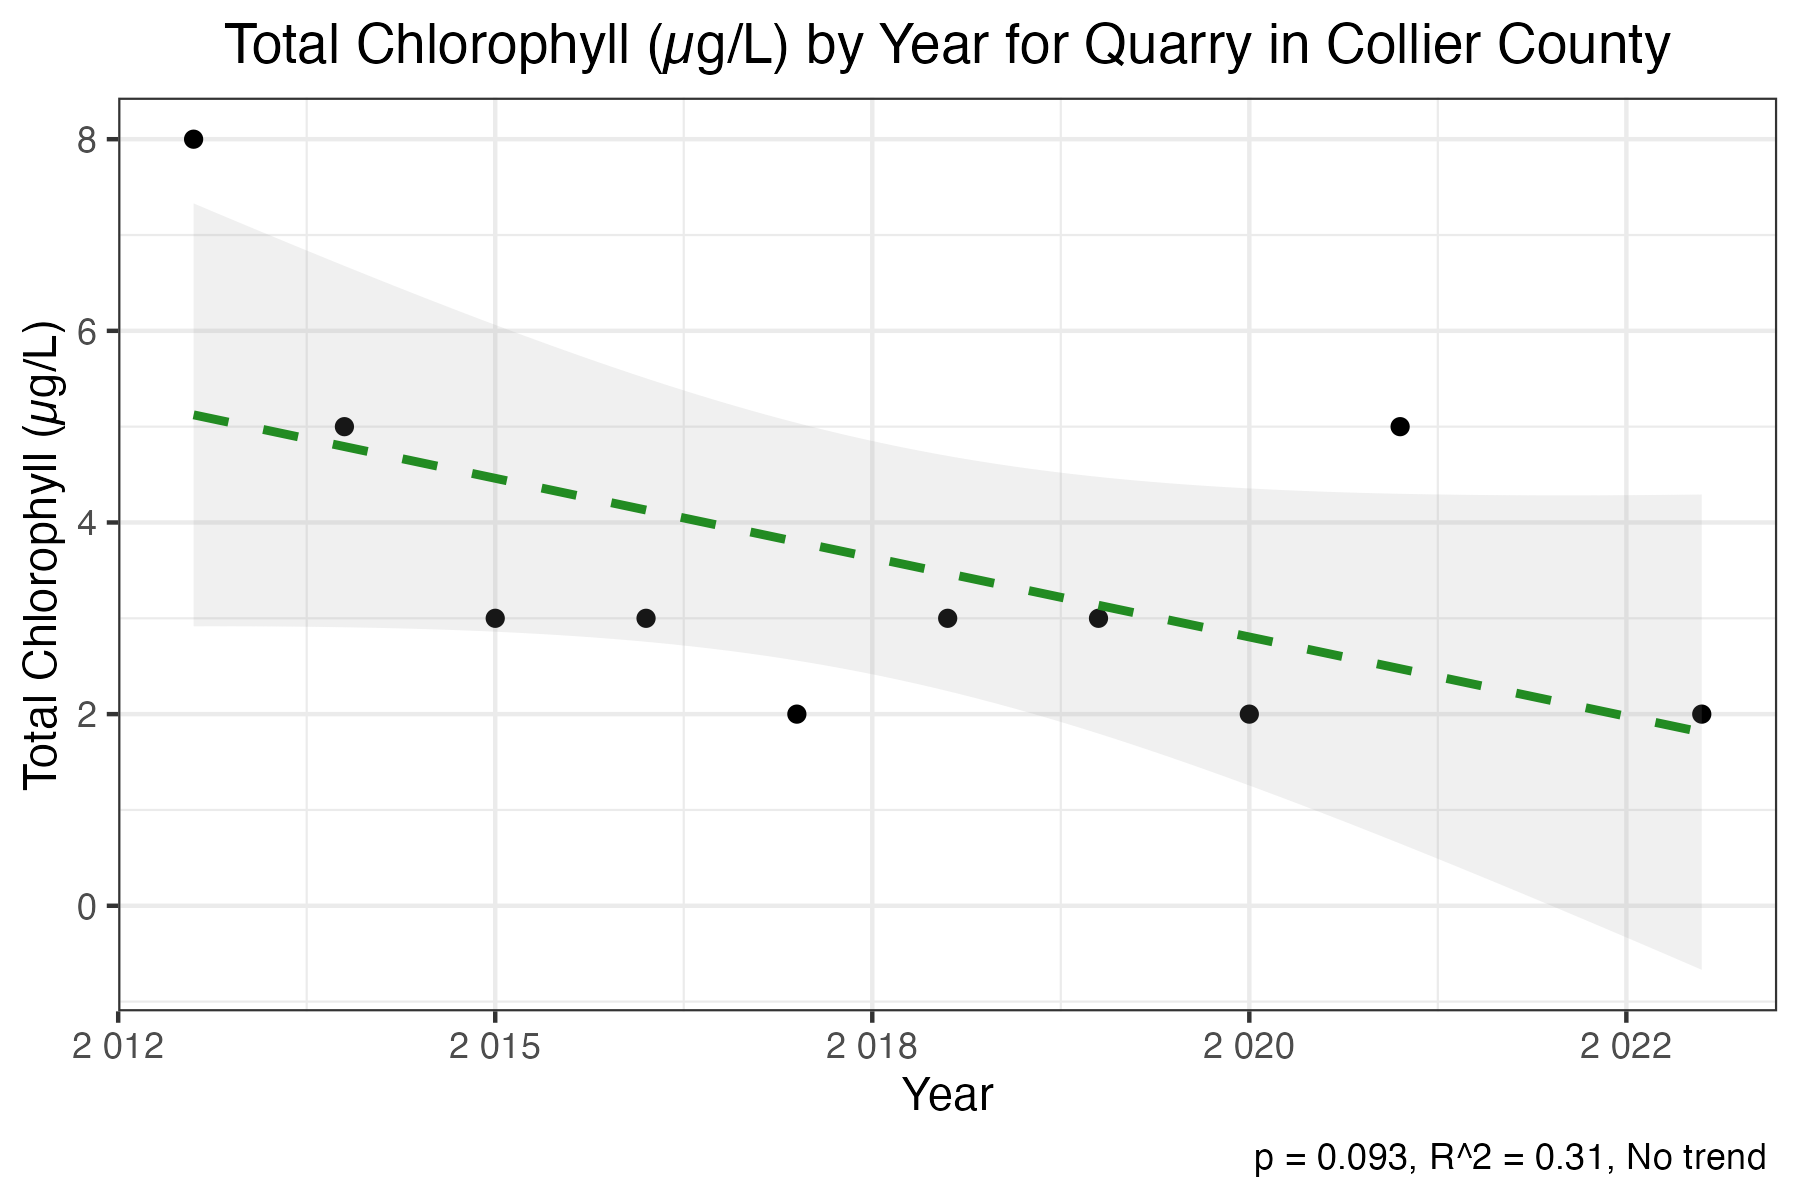 Total Chlorophyll (µg/L) by Year for Quarry in Collier County
Total Chlorophyll (µg/L)
8
6
4
2
0
2 012
2 015
2 018
2 020
2 022
Year
p = 0.093, R^2 = 0.31, No trend